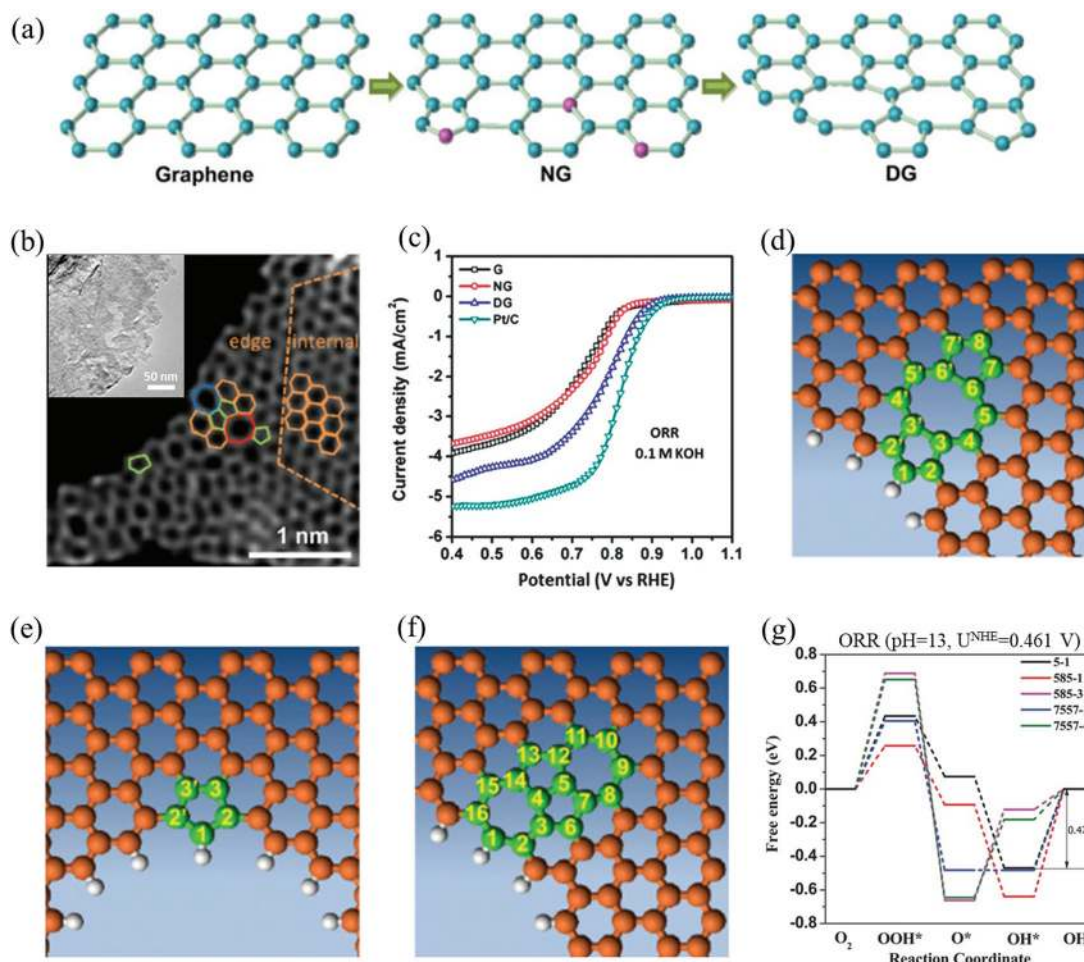 (a)
Graphene
NG
DG
(b)
50 nm
edge
internal
1 nm
(c)
Current density (mA/cm²)
1
0
-1
-2
-3
-4
-5
-6
G
NG
DG
Pt/C
ORR
0.1 M KOH
0.4 0.5 0.6 0.7 0.8 0.9 1.0 1.1
Potential (V vs RHE)
(d)
7' 8
5' 6' 7
4' 6
5
3' 3 4
2' 1 2
(e)
3' 3
2' 2
1
(f)
11 10
13 12 9
15 14 5 8
4 7
16 3 6
1 2
(g)
ORR (pH=13, Uᴺᴴᴱ=0.461 V)
Free energy (eV)
0.8
0.6
0.4
0.2
0.0
-0.2
-0.4
-0.6
-0.8
5-1
585-1
585-3
7557-
7557-
0.47
O₂ OOH* O* OH* OH
Reaction Coordinate